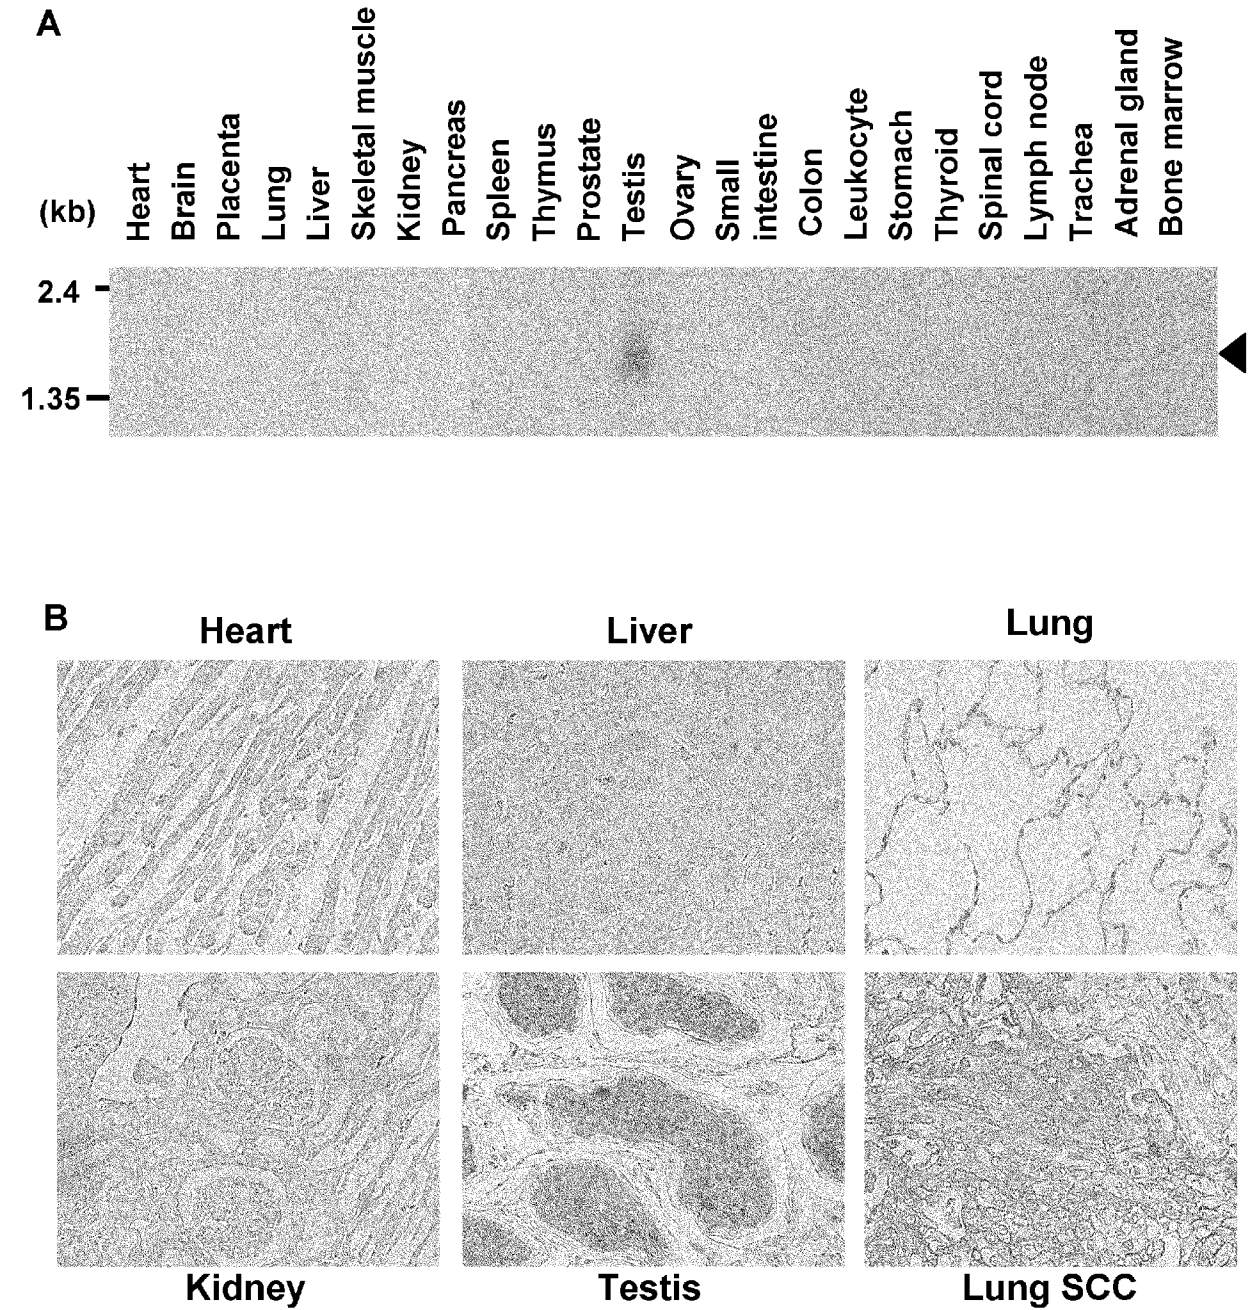 A
(kb)
Heart
Brain
Placenta
Lung
Liver
Skeletal muscle
Kidney
Pancreas
Spleen
Thymus
Prostate
Testis
Ovary
Small
intestine
Colon
Leukocyte
Stomach
Thyroid
Spinal cord
Lymph node
Trachea
Adrenal gland
Bone marrow
2.4
1.35
B
Heart
Liver
Lung
Kidney
Testis
Lung SCC